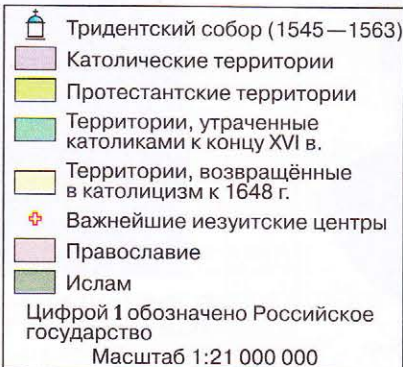 Тридентский собор (1545—1563)
Католические территории
Протестантские территории
Территории, утраченные
католиками к концу XVI в.
Территории, возвращённые
в католицизм к 1648 г.
Важнейшие иезуитские центры
Православие
Ислам
Цифрой 1 обозначено Российское
государство
Масштаб 1:21 000 000